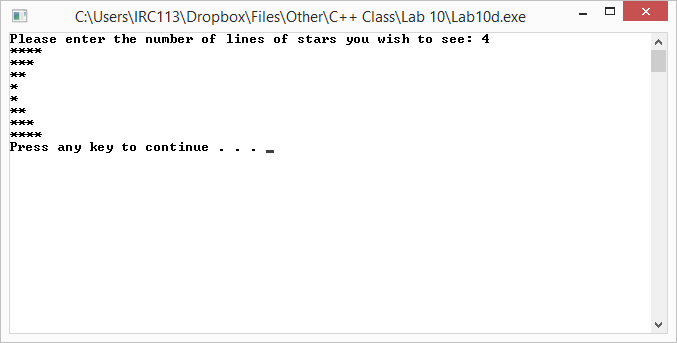 C:\Users\IRC113\Dropbox\Files\Other\C++ Class\Lab 10\Lab10d.exe
Please enter the number of lines of stars you wish to see: 4
****
***
**
*
*
**
***
****
Press any key to continue . . . _